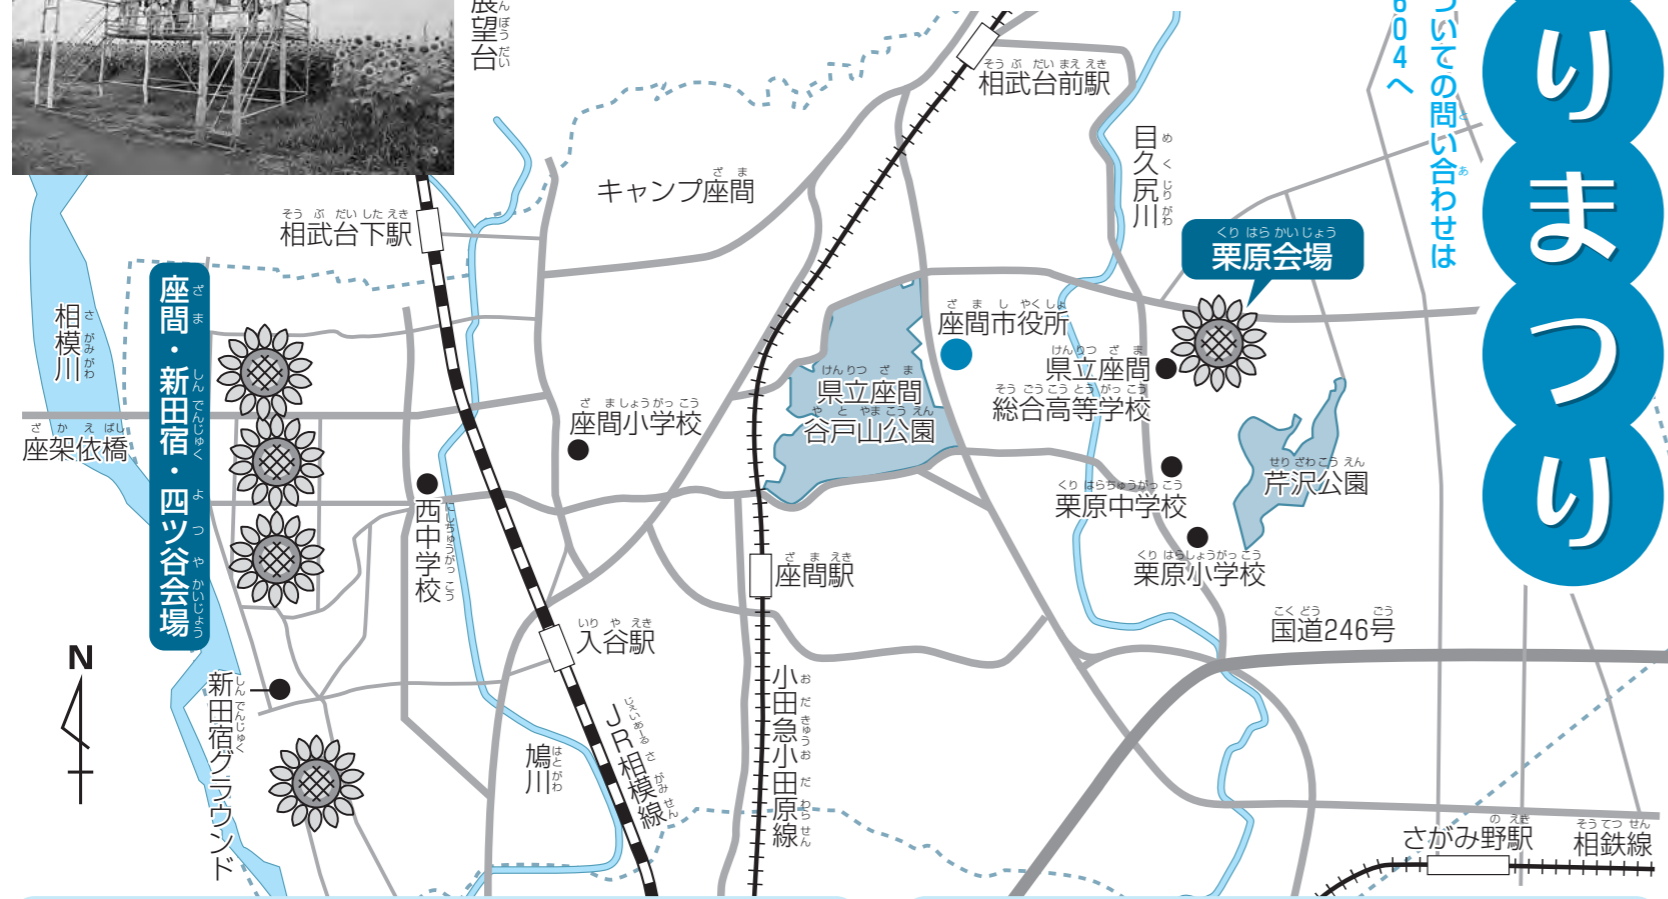 りまつり
ついての問い合わせは
604へ
展望台
相武台前駅
目久尻川
キャンプ座間
相武台下駅
栗原会場
座間・新田宿・四ツ谷会場
相模川
座間市役所
県立座間
総合高等学校
県立座間
谷戸山公園
座間小学校
座架依橋
芹沢公園
西中学校
栗原中学校
栗原小学校
座間駅
入谷駅
国道246号
N
新田宿グラウンド
鳩川
JR相模線
小田急小田原線
さがみ野駅
相鉄線